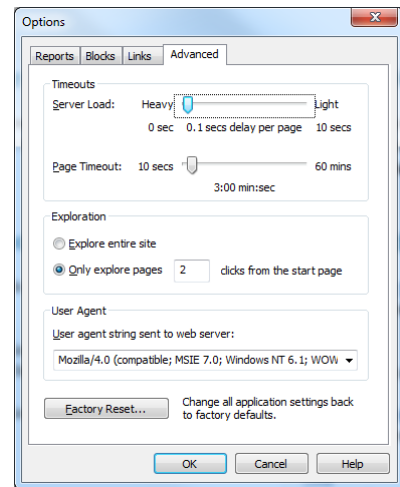 Options
Reports Blocks Links Advanced
Timeouts
Server Load: Heavy Light
0 sec 0.1 secs delay per page 10 secs
Page Timeout: 10 secs 60 mins
3:00 min:sec
Exploration
Explore entire site
Only explore pages 2 clicks from the start page
User Agent
User agent string sent to web server:
Mozilla/4.0 (compatible; MSIE 7.0; Windows NT 6.1; WOW
Factory Reset... Change all application settings back
to factory defaults.
OK Cancel Help